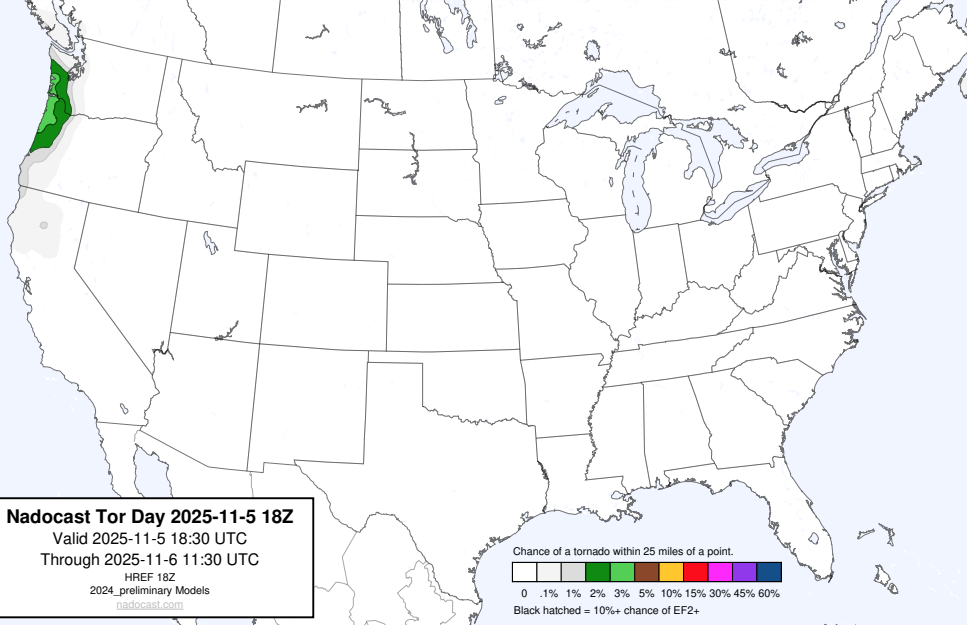 Nadocast Tor Day 2025-11-5 18Z
Valid 2025-11-5 18:30 UTC
Through 2025-11-6 11:30 UTC
HREF 18Z
2024_preliminary Models
nadocast.com
Chance of a tornado within 25 miles of a point.
0 .1% 1% 2% 3% 5% 10% 15% 30% 45% 60%
Black hatched = 10%+ chance of EF2+